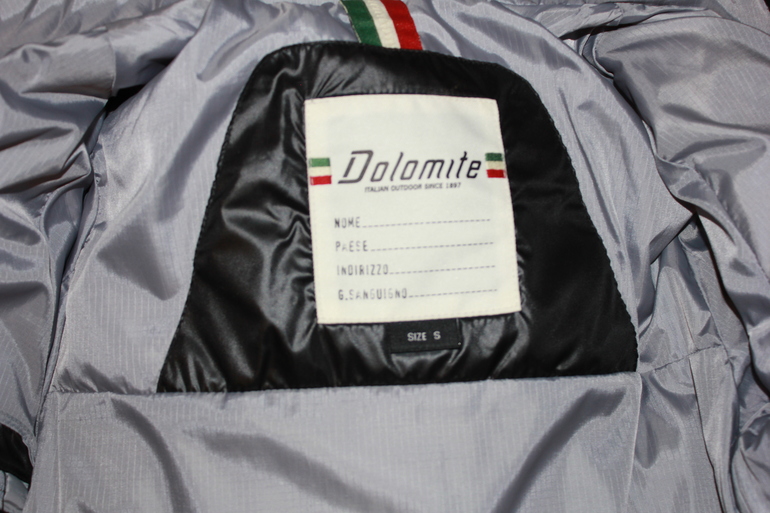 Dolomite
ITALIAN OUTDOOR SINCE 1897
NOME
PAESE
INDIRIZZO
G.SANGUIGNO
SIZE S